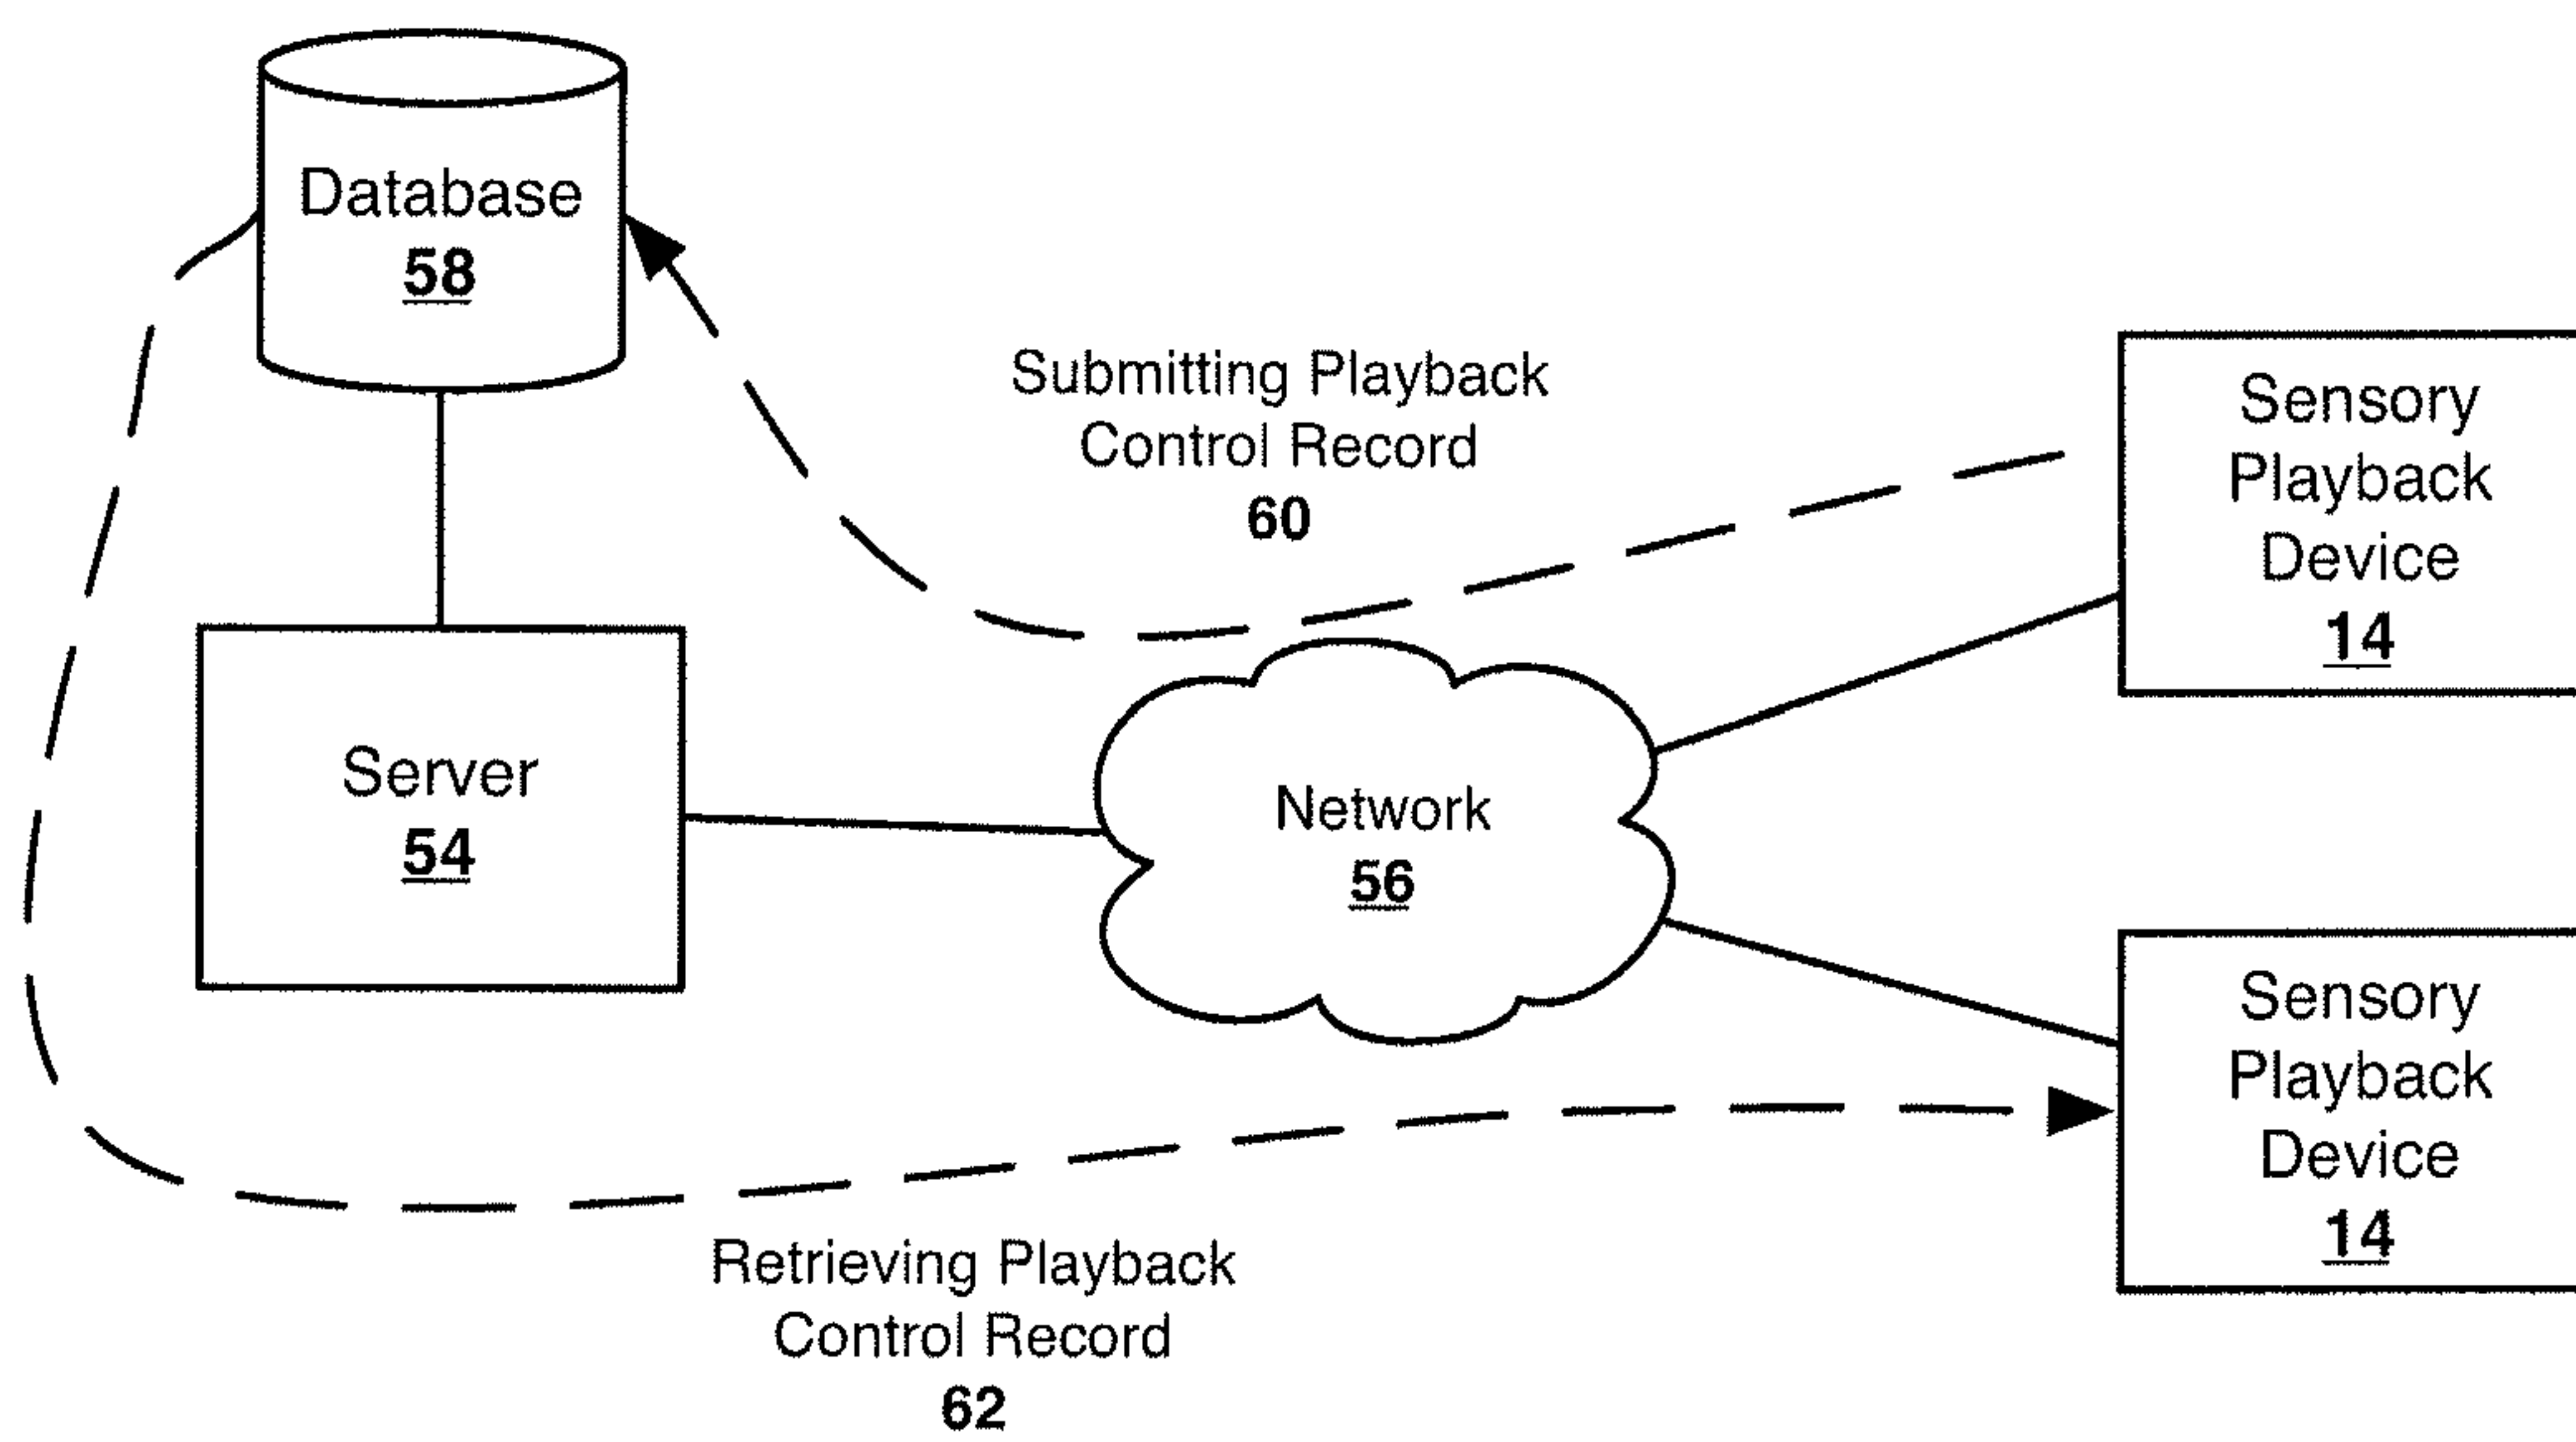 Database
58
Submitting Playback
Control Record
60
Sensory
Playback
Device
14
Server
54
Network
56
Sensory
Playback
Device
14
Retrieving Playback
Control Record
62